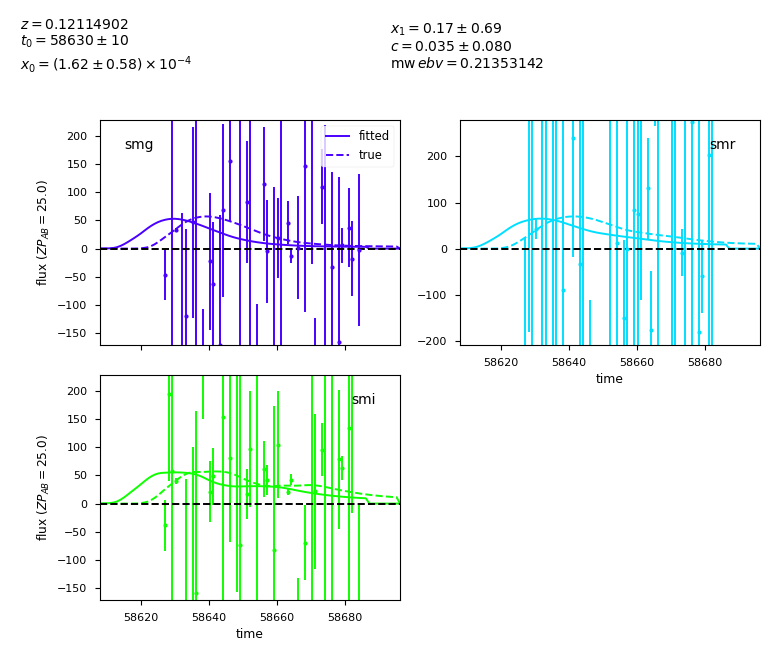 z = 0.12114902
t₀ = 58630 ± 10
x₀ = (1.62 ± 0.58) × 10⁻⁴
x₁ = 0.17 ± 0.69
c = 0.035 ± 0.080
mw ebv = 0.21353142
smg
fitted
true
200
150
100
50
0
−50
−100
−150
flux (ZP_AB = 25.0)
smr
200
100
0
−100
−200
58620 58640 58660 58680
time
smi
200
150
100
50
0
−50
−100
−150
flux (ZP_AB = 25.0)
58620 58640 58660 58680
time